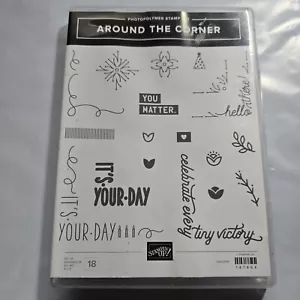 PHOTOPOLYMER STAMP
AROUND THE CORNER
YOU
MATTER.
hello
there!
IT'S
YOUR-DAY
IT'S
YOUR-DAY
celebrate every
tiny victory
18
STAMPIN' UP!